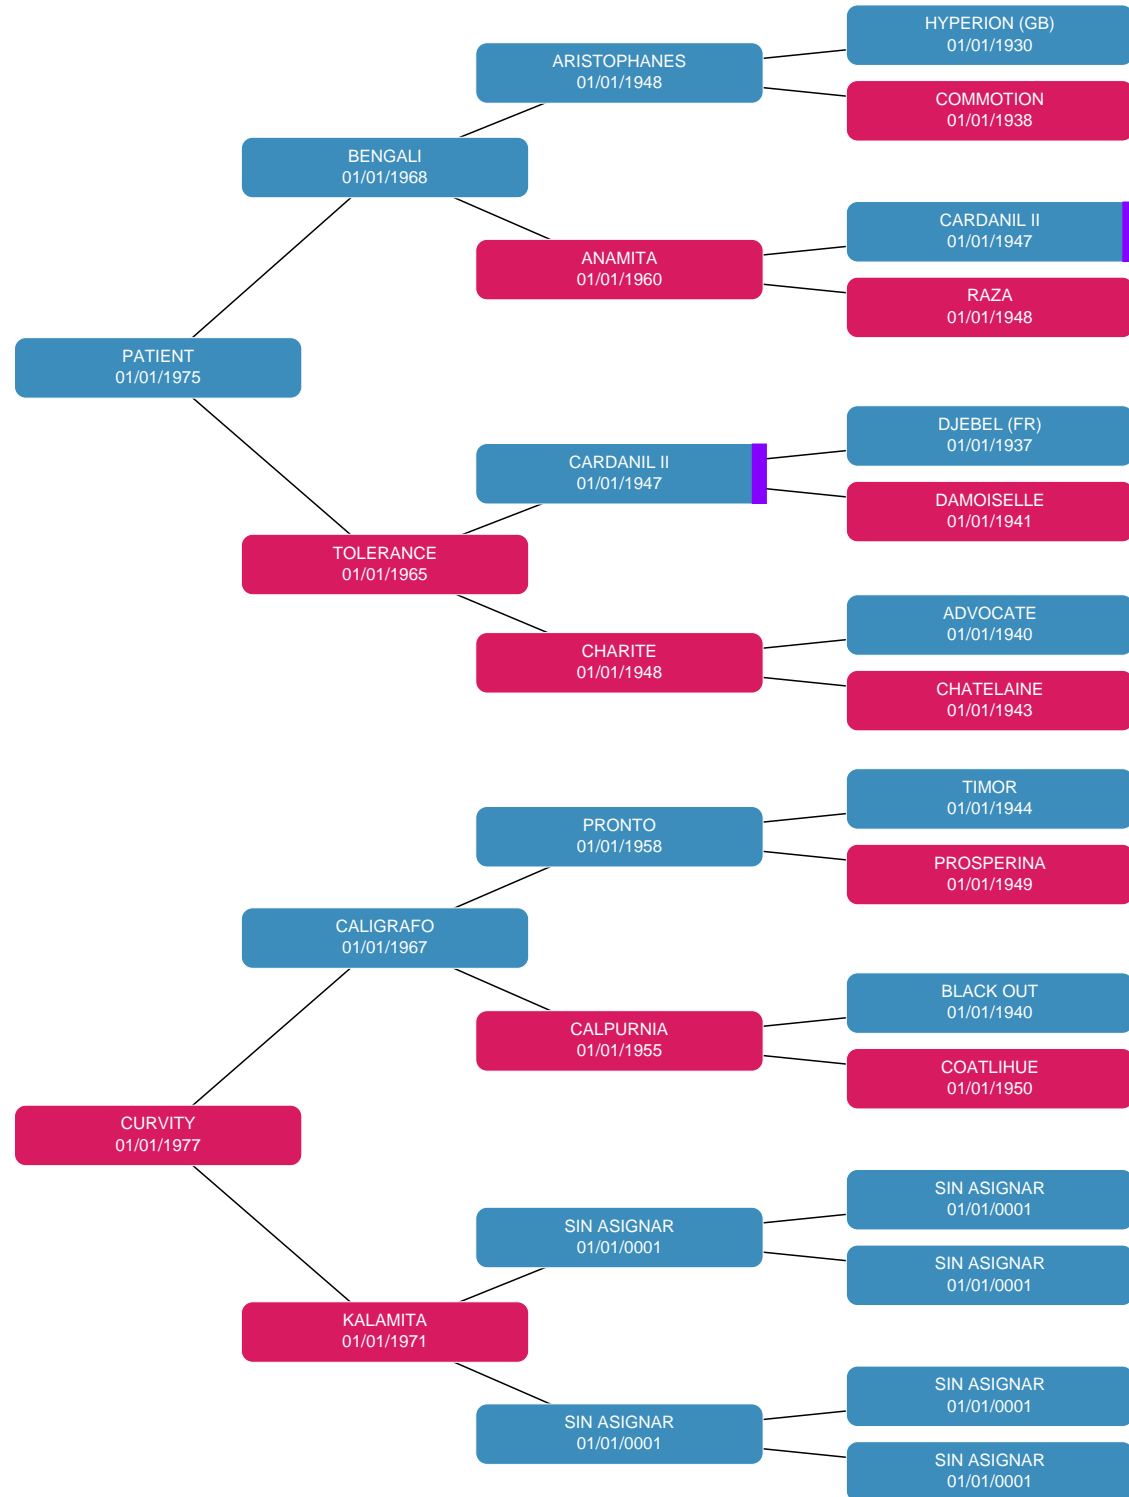 HYPERION (GB)
01/01/1930
ARISTOPHANES
01/01/1948
COMMOTION
01/01/1938
BENGALI
01/01/1968
CARDANIL II
01/01/1947
ANAMITA
01/01/1960
RAZA
01/01/1948
PATIENT
01/01/1975
DJEBEL (FR)
01/01/1937
CARDANIL II
01/01/1947
DAMOISELLE
01/01/1941
TOLERANCE
01/01/1965
ADVOCATE
01/01/1940
CHARITE
01/01/1948
CHATELAINE
01/01/1943
TIMOR
01/01/1944
PRONTO
01/01/1958
PROSPERINA
01/01/1949
CALIGRAFO
01/01/1967
BLACK OUT
01/01/1940
CALPURNIA
01/01/1955
COATLIHUE
01/01/1950
CURVITY
01/01/1977
SIN ASIGNAR
01/01/0001
SIN ASIGNAR
01/01/0001
SIN ASIGNAR
01/01/0001
KALAMITA
01/01/1971
SIN ASIGNAR
01/01/0001
SIN ASIGNAR
01/01/0001
SIN ASIGNAR
01/01/0001